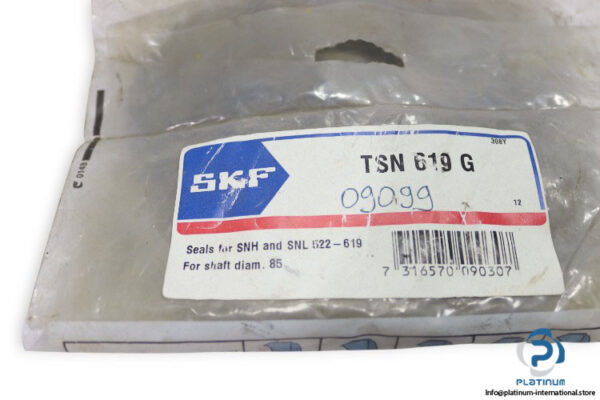 308Y
TSN 619 G
SKF
09099
12
Seals for SNH and SNL 522-619
For shaft diam. 85
7 316570 090307
C 0149
PLATINUM
info@platinum-international.store